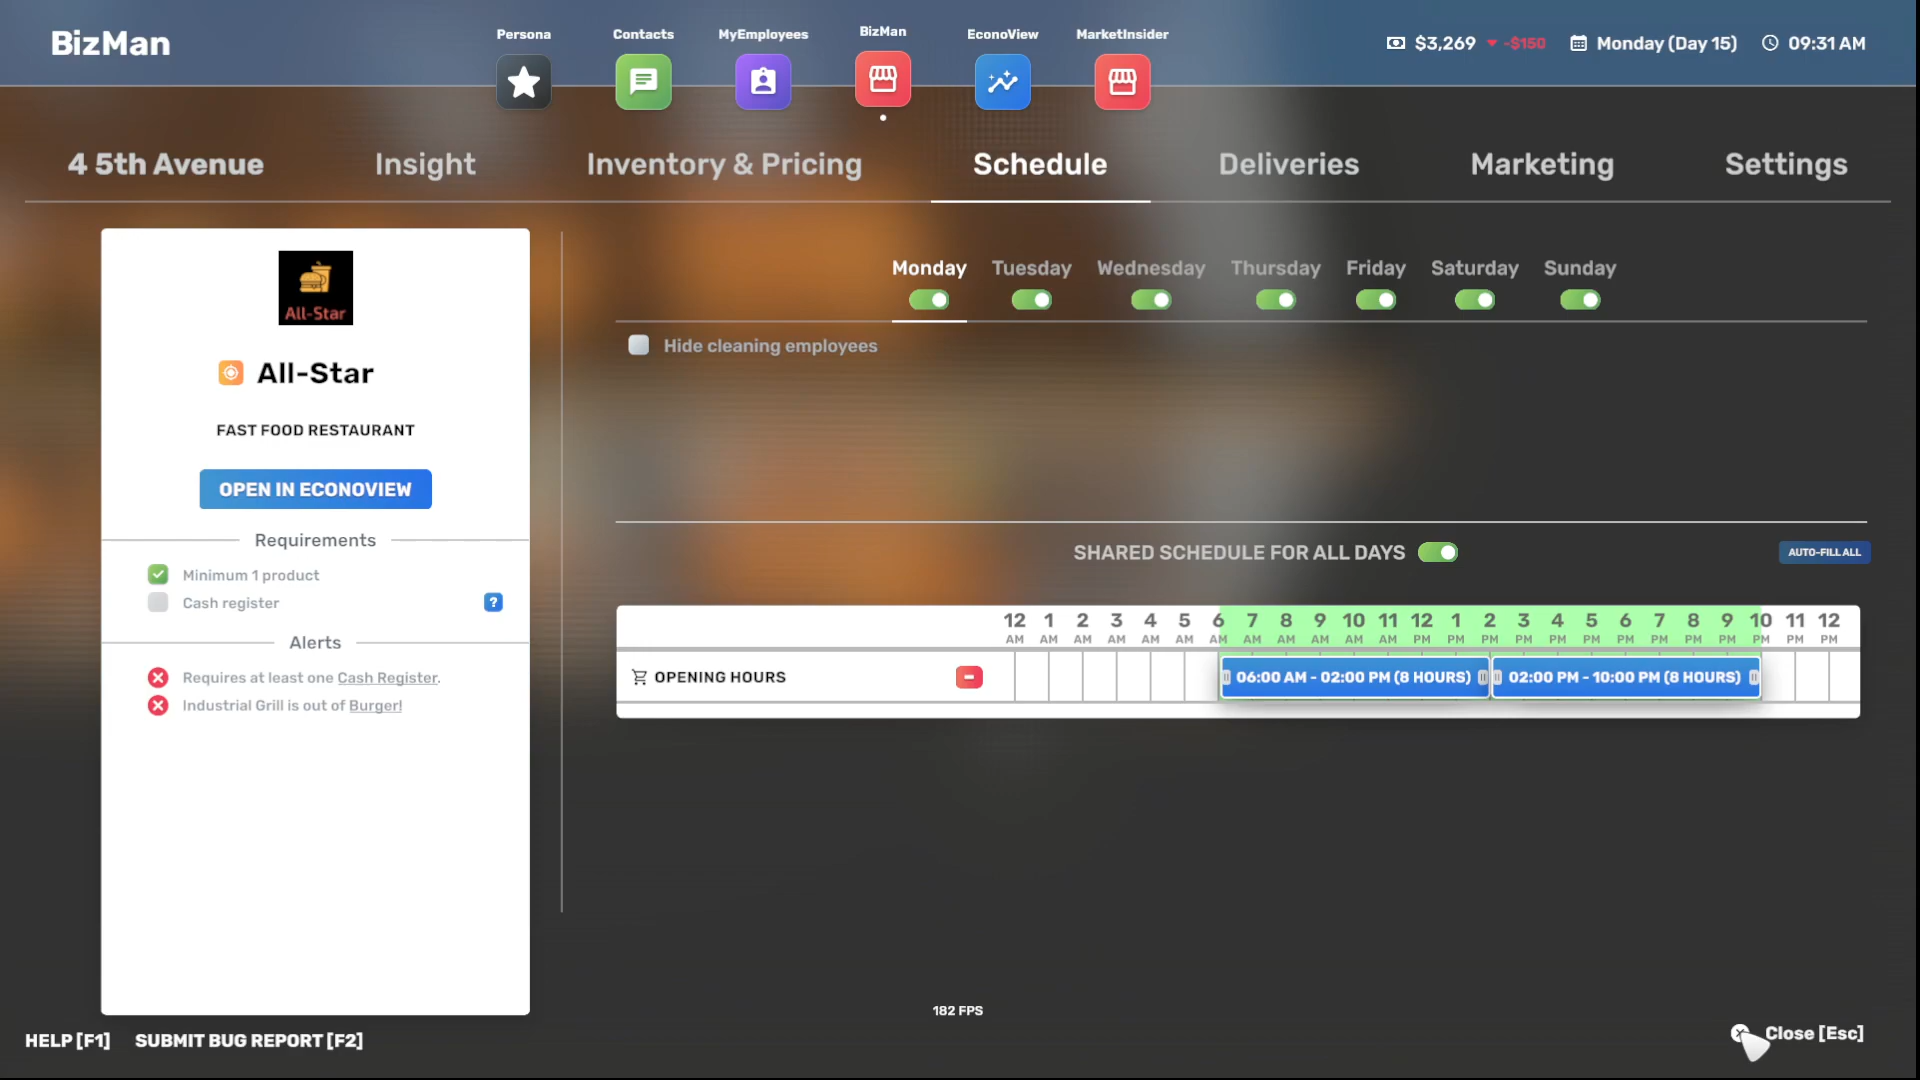 BizMan
Persona
Contacts
MyEmployees
BizMan
EconoView
MarketInsider
$3,269 -$150 Monday (Day 15) 09:31 AM
4 5th Avenue Insight Inventory & Pricing Schedule Deliveries Marketing Settings
All-Star
All-Star
FAST FOOD RESTAURANT
OPEN IN ECONOVIEW
Requirements
Minimum 1 product
Cash register ?
Alerts
Requires at least one Cash Register.
Industrial Grill is out of Burger!
Monday Tuesday Wednesday Thursday Friday Saturday Sunday
Hide cleaning employees
SHARED SCHEDULE FOR ALL DAYS
AUTO-FILL ALL
12 1 2 3 4 5 6 7 8 9 10 11 12 1 2 3 4 5 6 7 8 9 10 11 12
AM AM AM AM AM AM AM AM AM AM AM AM PM PM PM PM PM PM PM PM PM PM PM PM PM
OPENING HOURS
06:00 AM - 02:00 PM (8 HOURS) 02:00 PM - 10:00 PM (8 HOURS)
182 FPS
HELP [F1] SUBMIT BUG REPORT [F2]
Close [Esc]